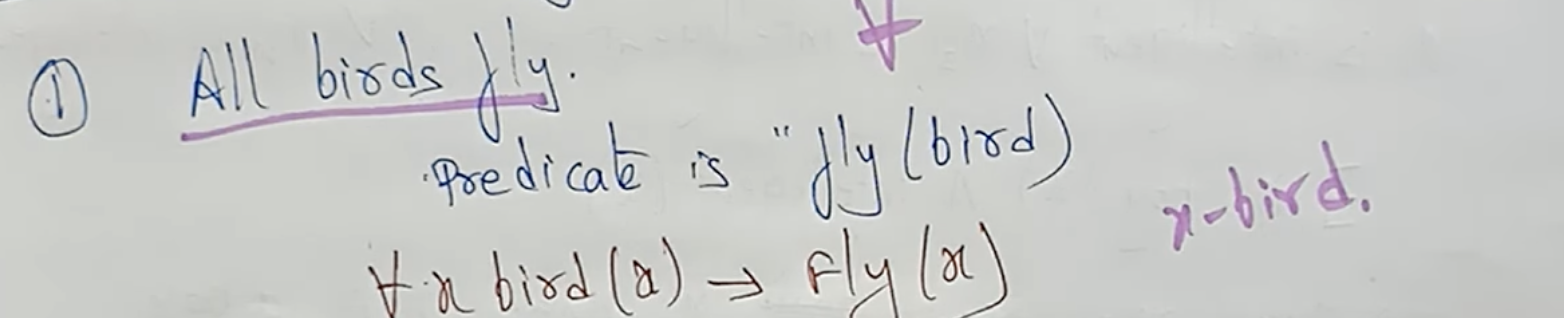 ∀
① All birds fly.
Predicate is "fly (bird)
x-bird.
∀x bird(x) → Fly (x)